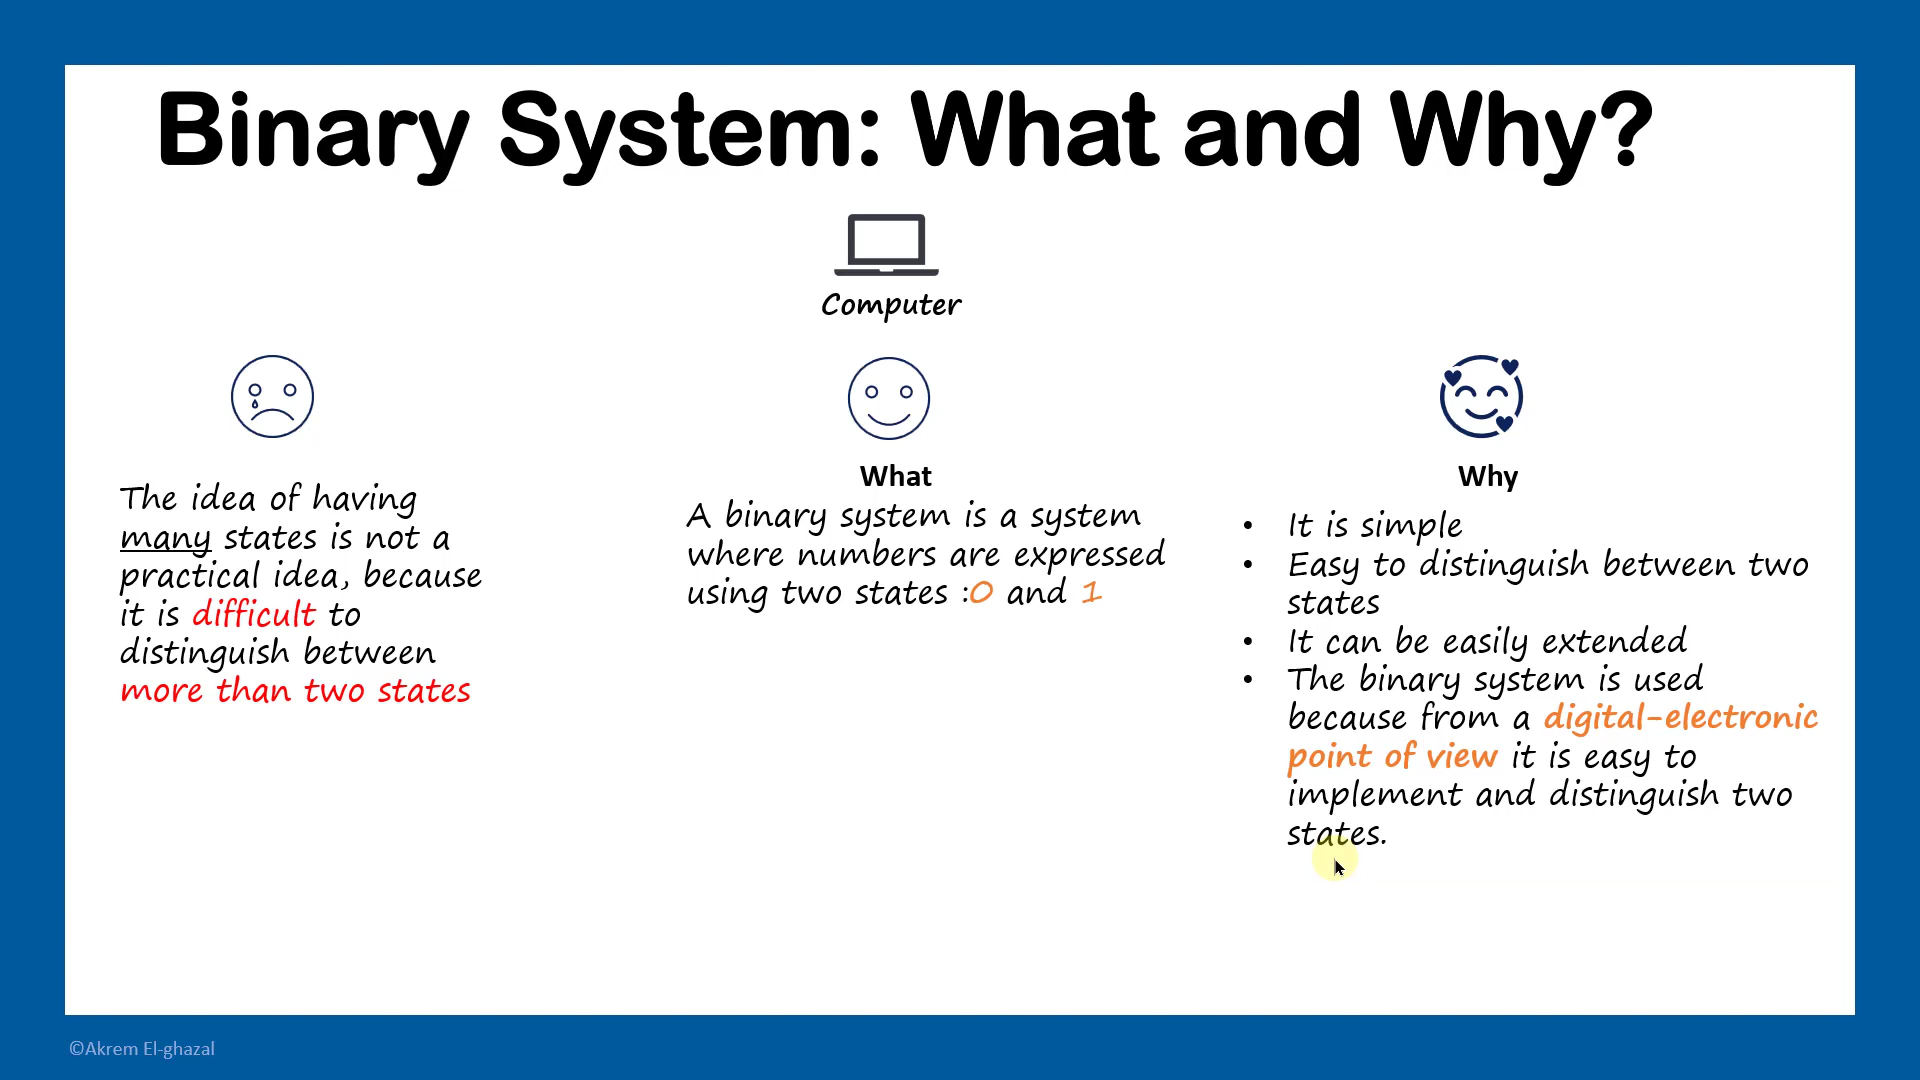 Binary System: What and Why?
Computer
The idea of having
many states is not a
practical idea, because
it is difficult to
distinguish between
more than two states
What
A binary system is a system
where numbers are expressed
using two states :0 and 1
Why
• It is simple
• Easy to distinguish between two
states
• It can be easily extended
• The binary system is used
because from a digital-electronic
point of view it is easy to
implement and distinguish two
states.
©Akrem El-ghazal